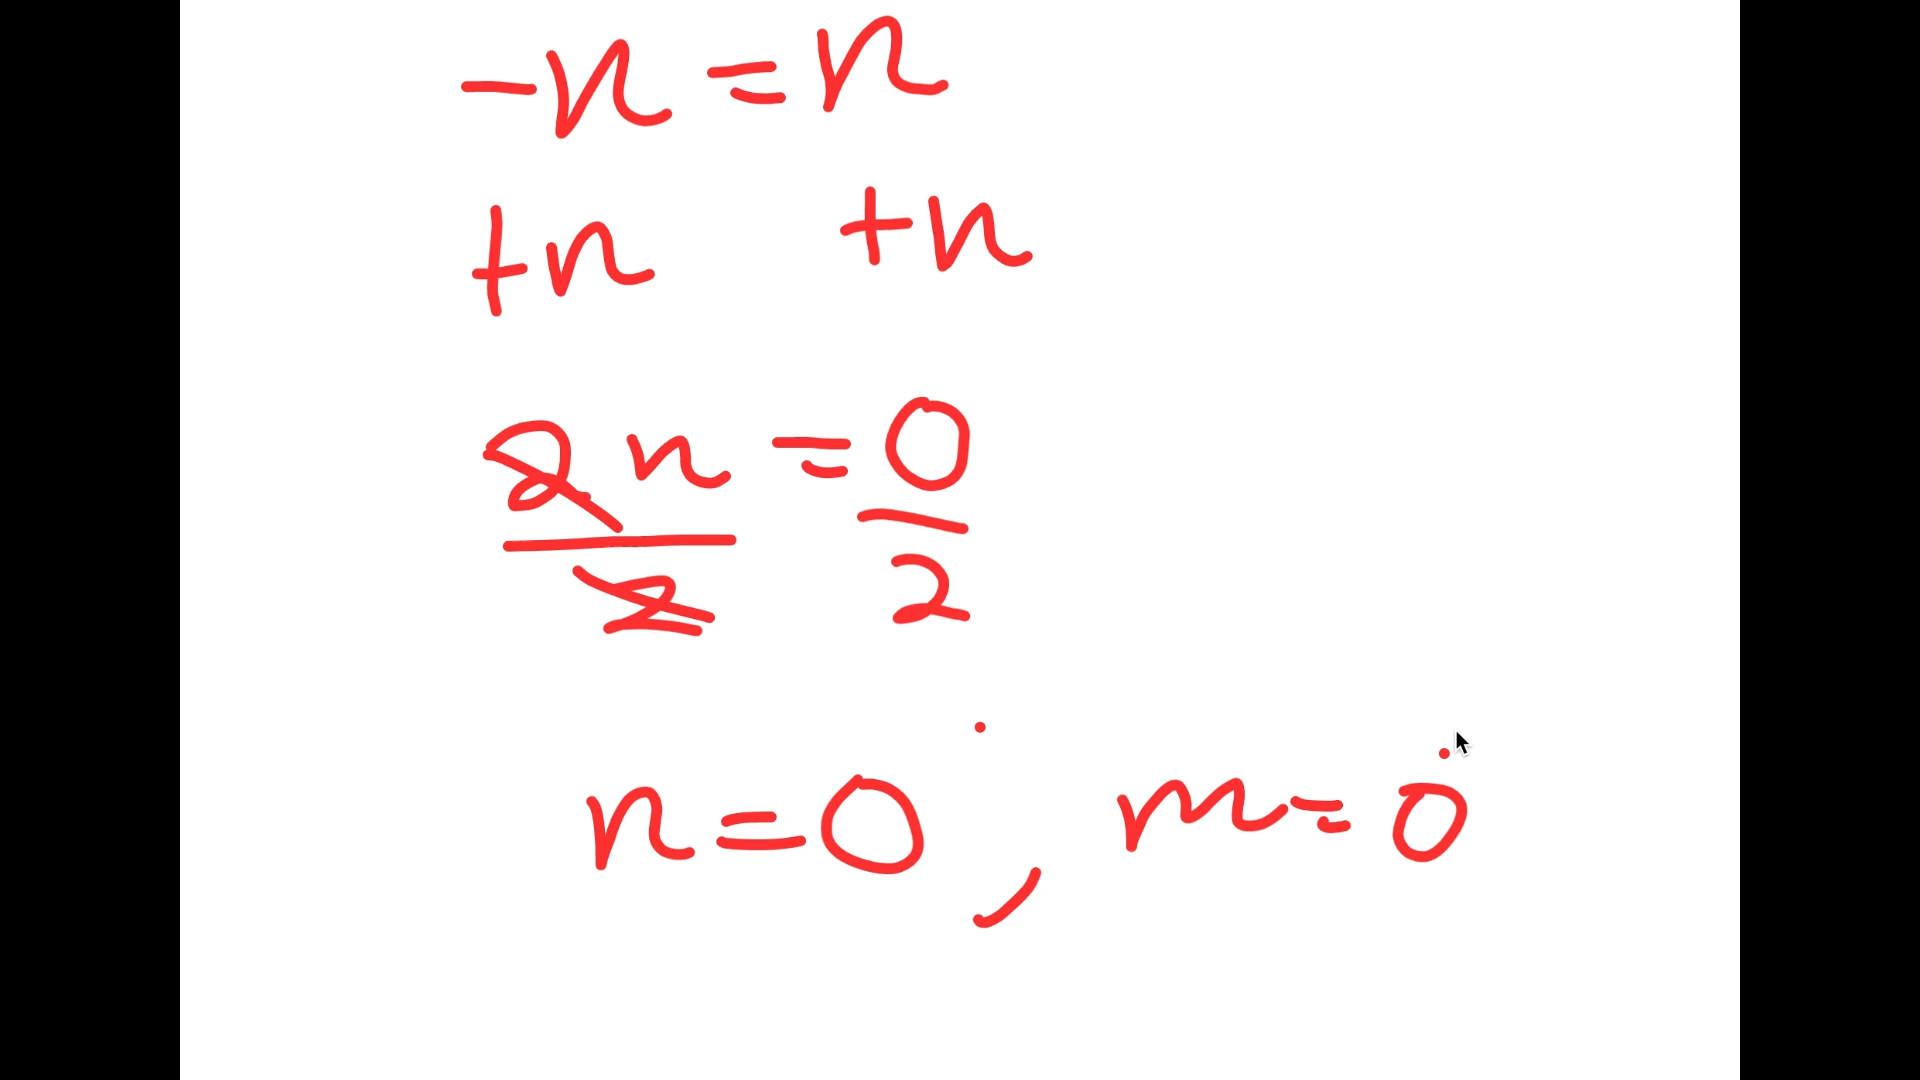 -n = n
+n +n
2n = 0
2 2
n = 0, m = 0